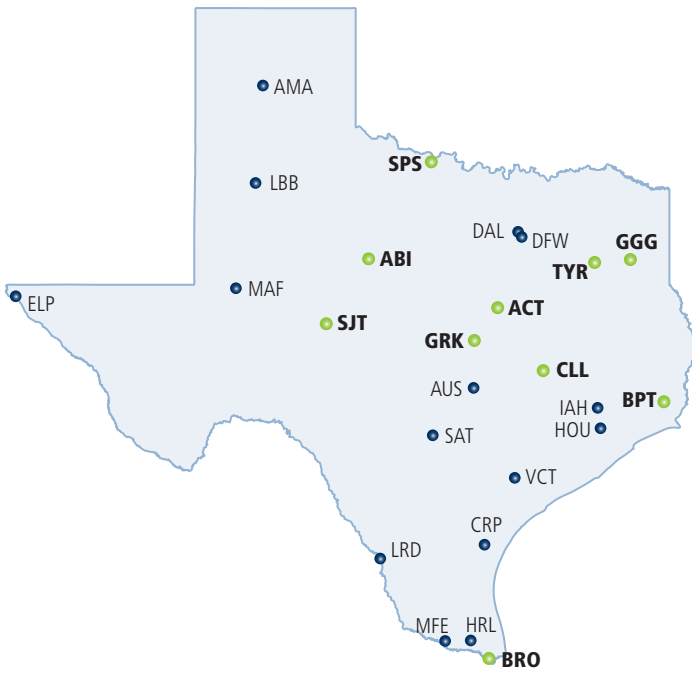 AMA
SPS
LBB
DAL
DFW
GGG
ABI
TYR
MAF
ELP
ACT
SJT
GRK
CLL
AUS
BPT
IAH
HOU
SAT
VCT
CRP
LRD
MFE
HRL
BRO